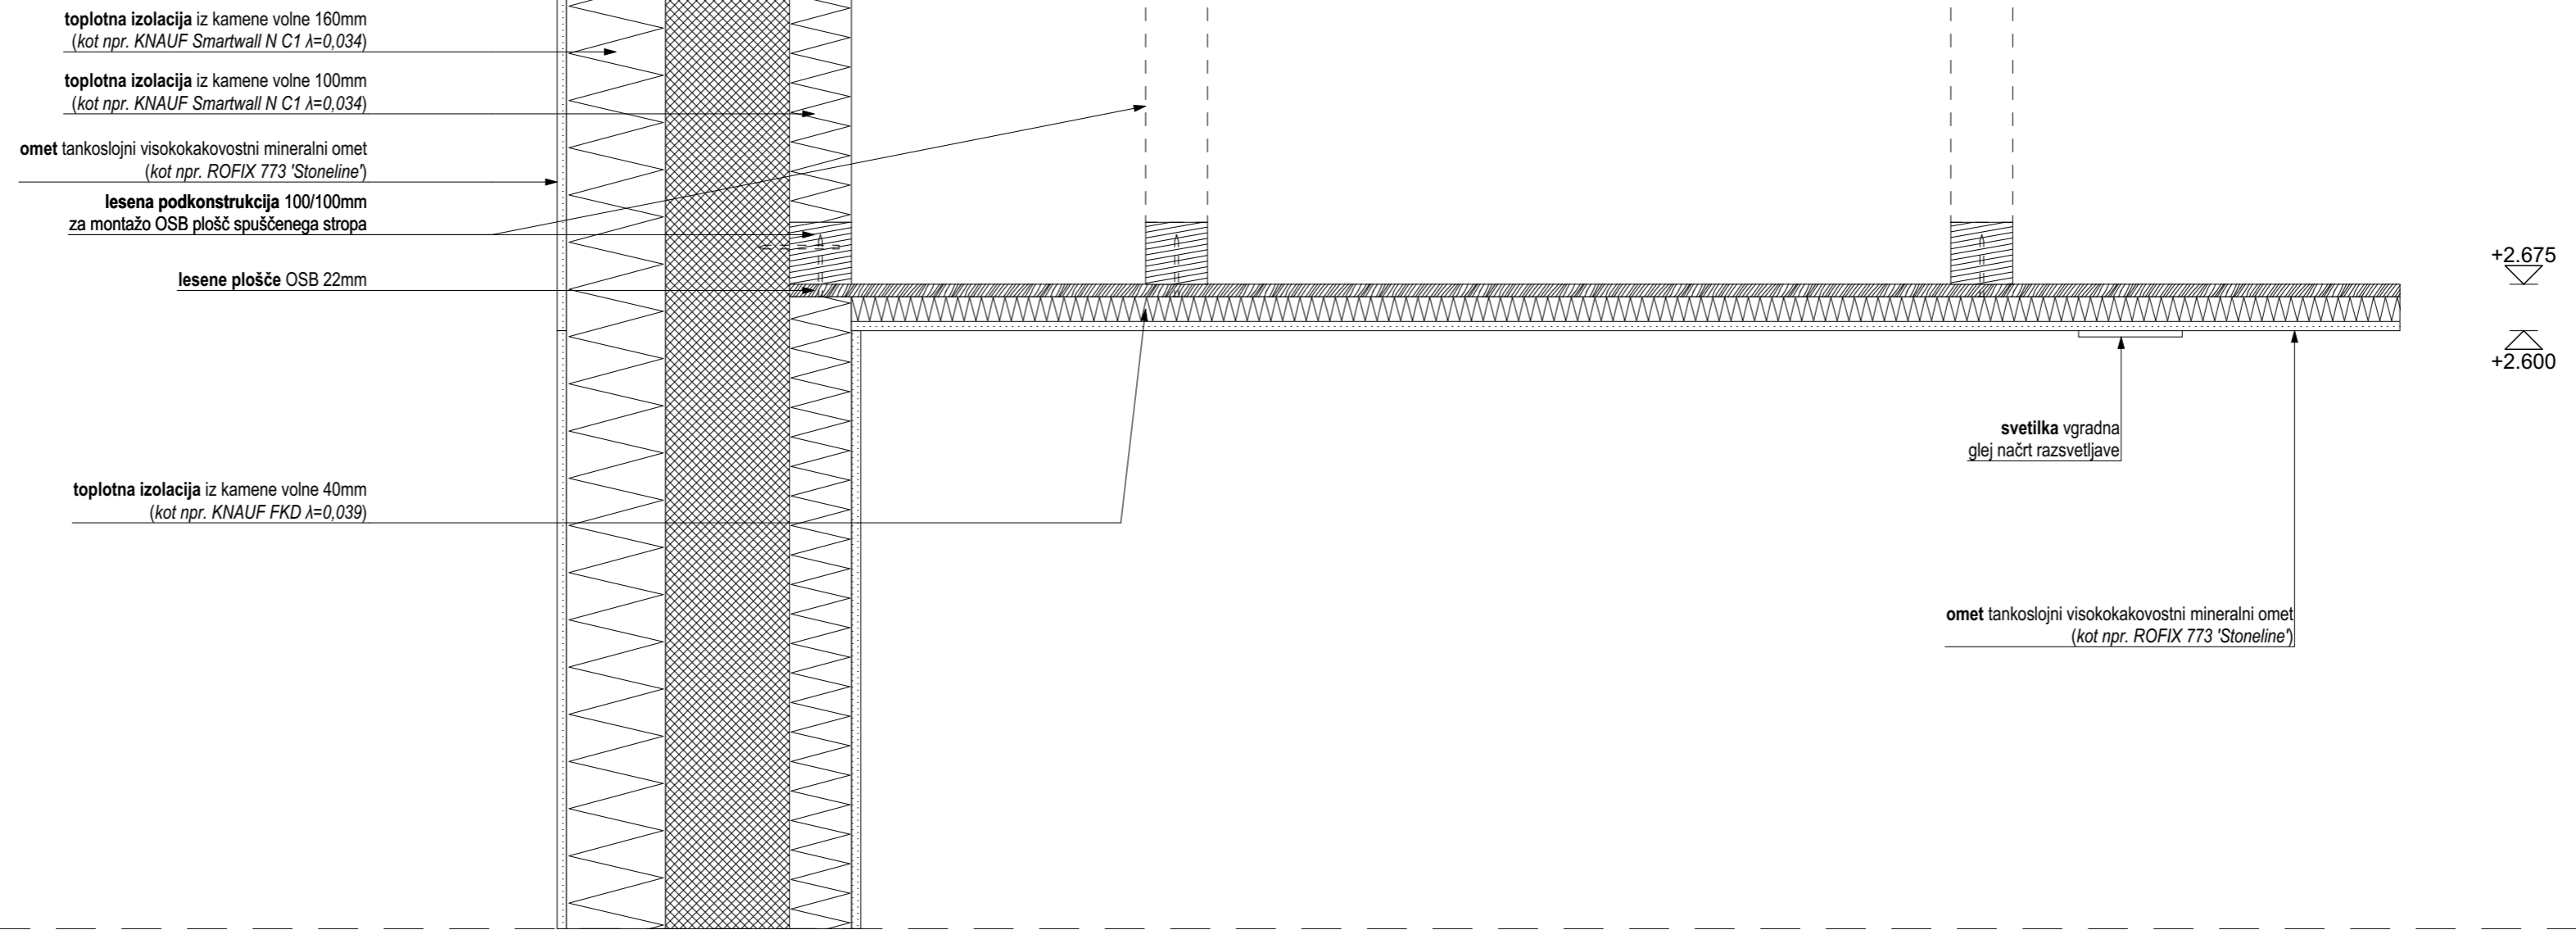 toplotna izolacija iz kamene volne 160mm
(kot npr. KNAUF Smartwall N C1 λ=0,034)
toplotna izolacija iz kamene volne 100mm
(kot npr. KNAUF Smartwall N C1 λ=0,034)
omet tankoslojni visokokakovostni mineralni omet
(kot npr. ROFIX 773 'Stoneline')
lesena podkonstrukcija 100/100mm
za montažo OSB plošč spuščenega stropa
lesene plošče OSB 22mm
toplotna izolacija iz kamene volne 40mm
(kot npr. KNAUF FKD λ=0,039)
+2.675
+2.600
svetilka vgradna
glej načrt razsvetljave
omet tankoslojni visokokakovostni mineralni omet
(kot npr. ROFIX 773 'Stoneline')